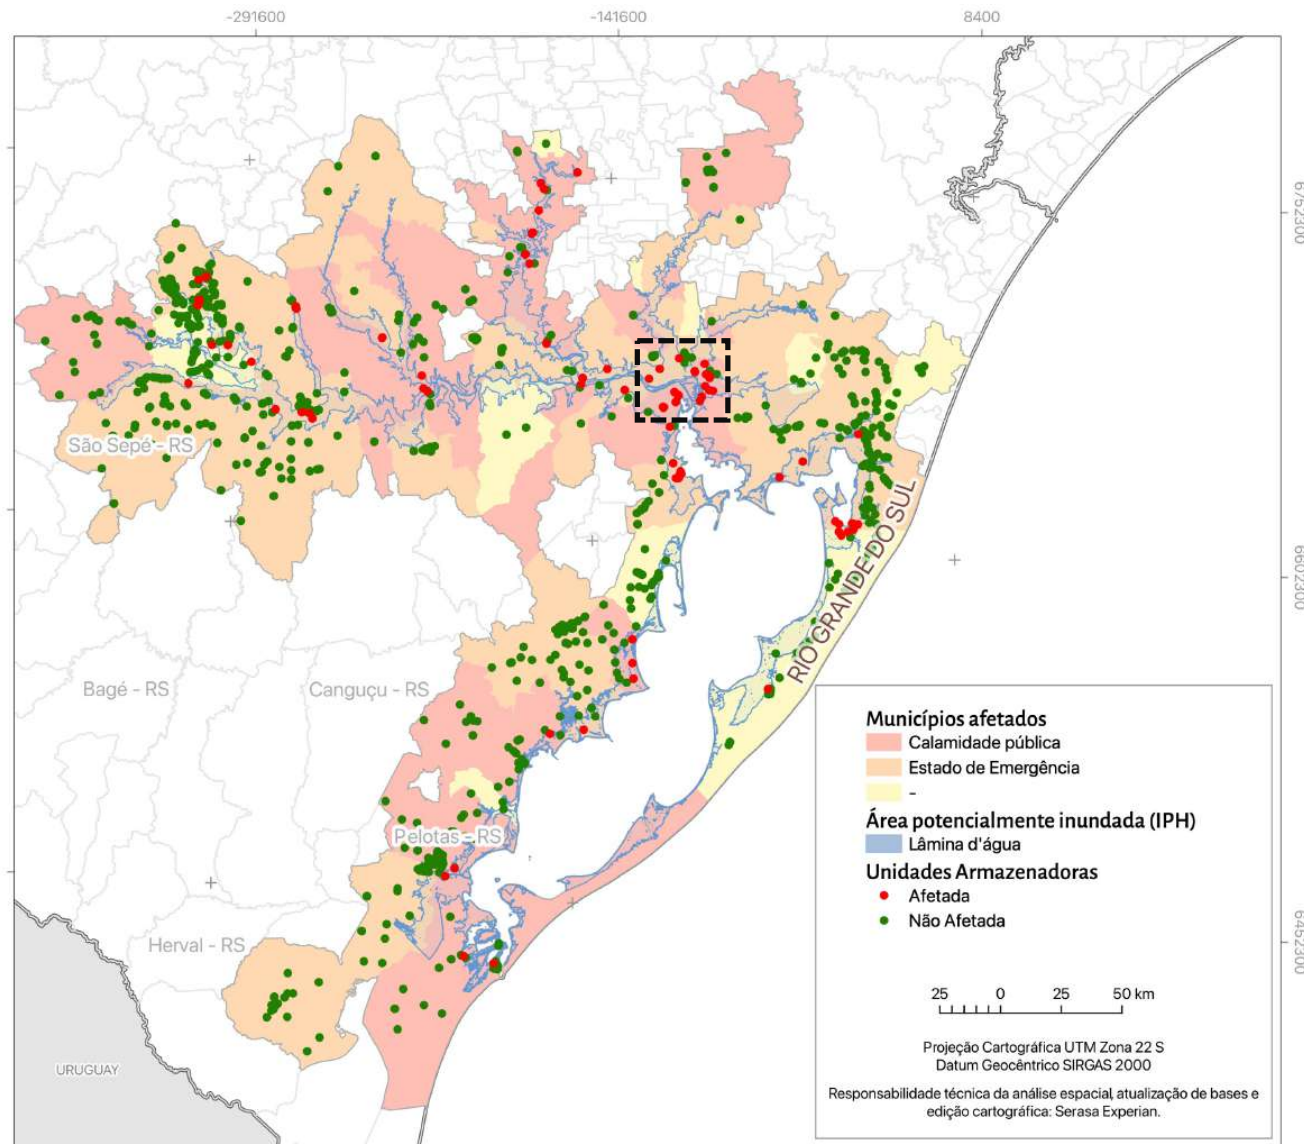 -291600
-141600
8400
6752300
6602300
6452300
São Sepé - RS
RIO GRANDE DO SUL
Bagé - RS
Canguçu - RS
Pelotas - RS
Herval - RS
URUGUAY
Municípios afetados
Calamidade pública
Estado de Emergência
-
Área potencialmente inundada (IPH)
Lâmina d'água
Unidades Armazenadoras
Afetada
Não Afetada
25 0 25 50 km
Projeção Cartográfica UTM Zona 22 S
Datum Geocêntrico SIRGAS 2000
Responsabilidade técnica da análise espacial, atualização de bases e
edição cartográfica: Serasa Experian.